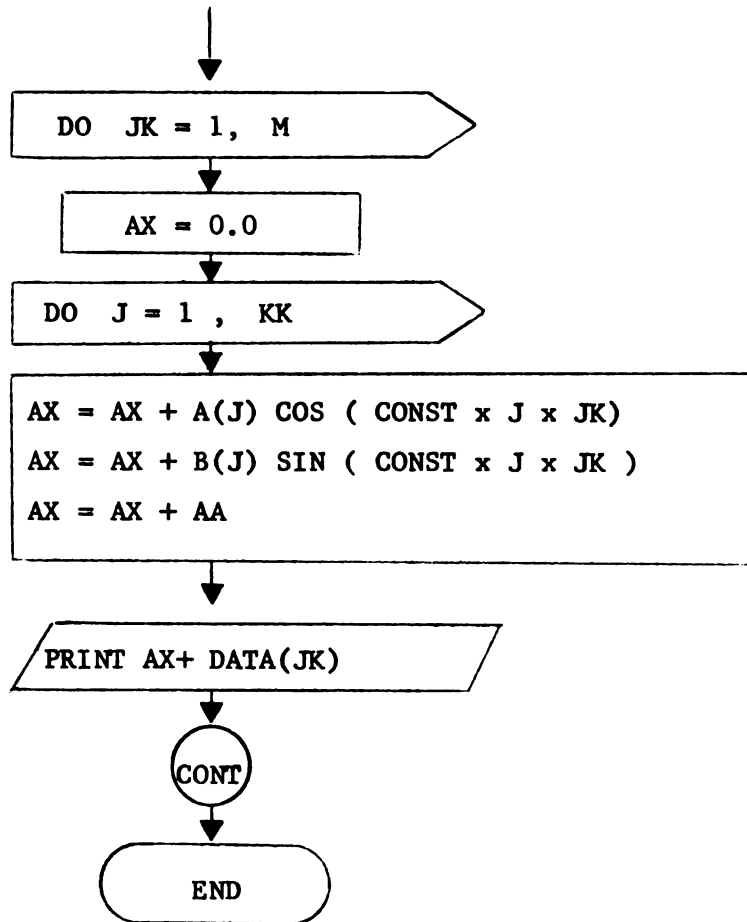 DO JK = 1, M
AX = 0.0
DO J = 1 , KK
AX = AX + A(J) COS ( CONST x J x JK)
AX = AX + B(J) SIN ( CONST x J x JK )
AX = AX + AA
PRINT AX+ DATA(JK)
CONT
END